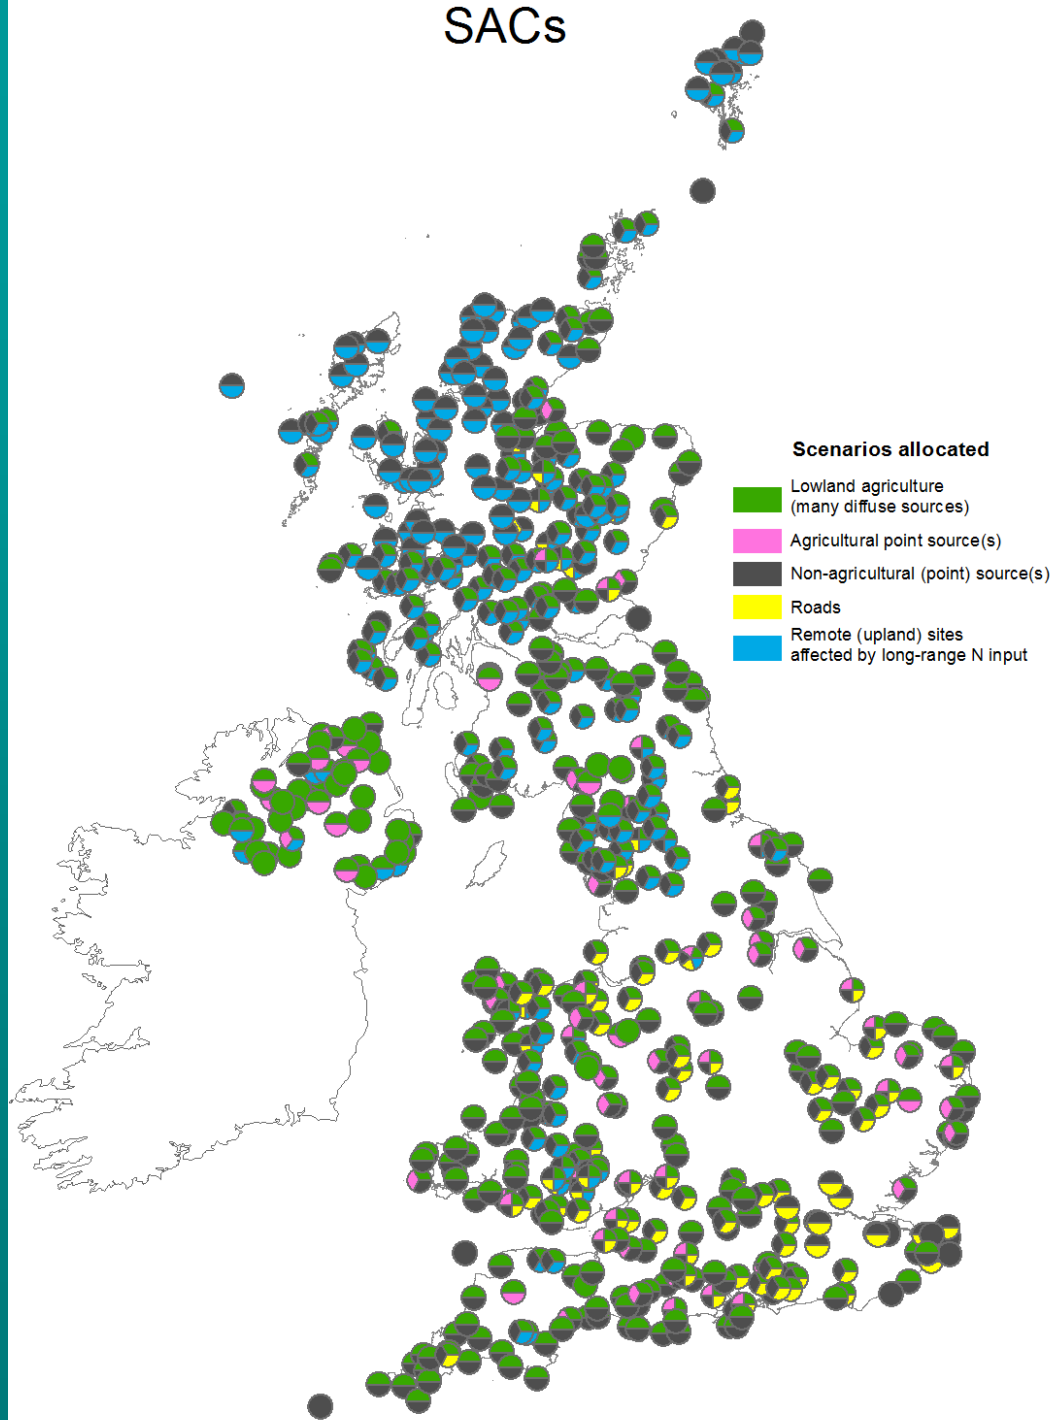 SACs
Scenarios allocated
Lowland agriculture
(many diffuse sources)
Agricultural point source(s)
Non-agricultural (point) source(s)
Roads
Remote (upland) sites
affected by long-range N input